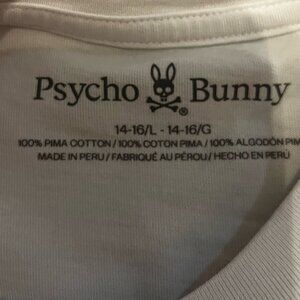 Psycho Bunny
®
14-16/L - 14-16/G
100% PIMA COTTON / 100% COTON PIMA / 100% ALGODÓN PIM
MADE IN PERU / FABRIQUÉ AU PÉROU / HECHO EN PERÚ